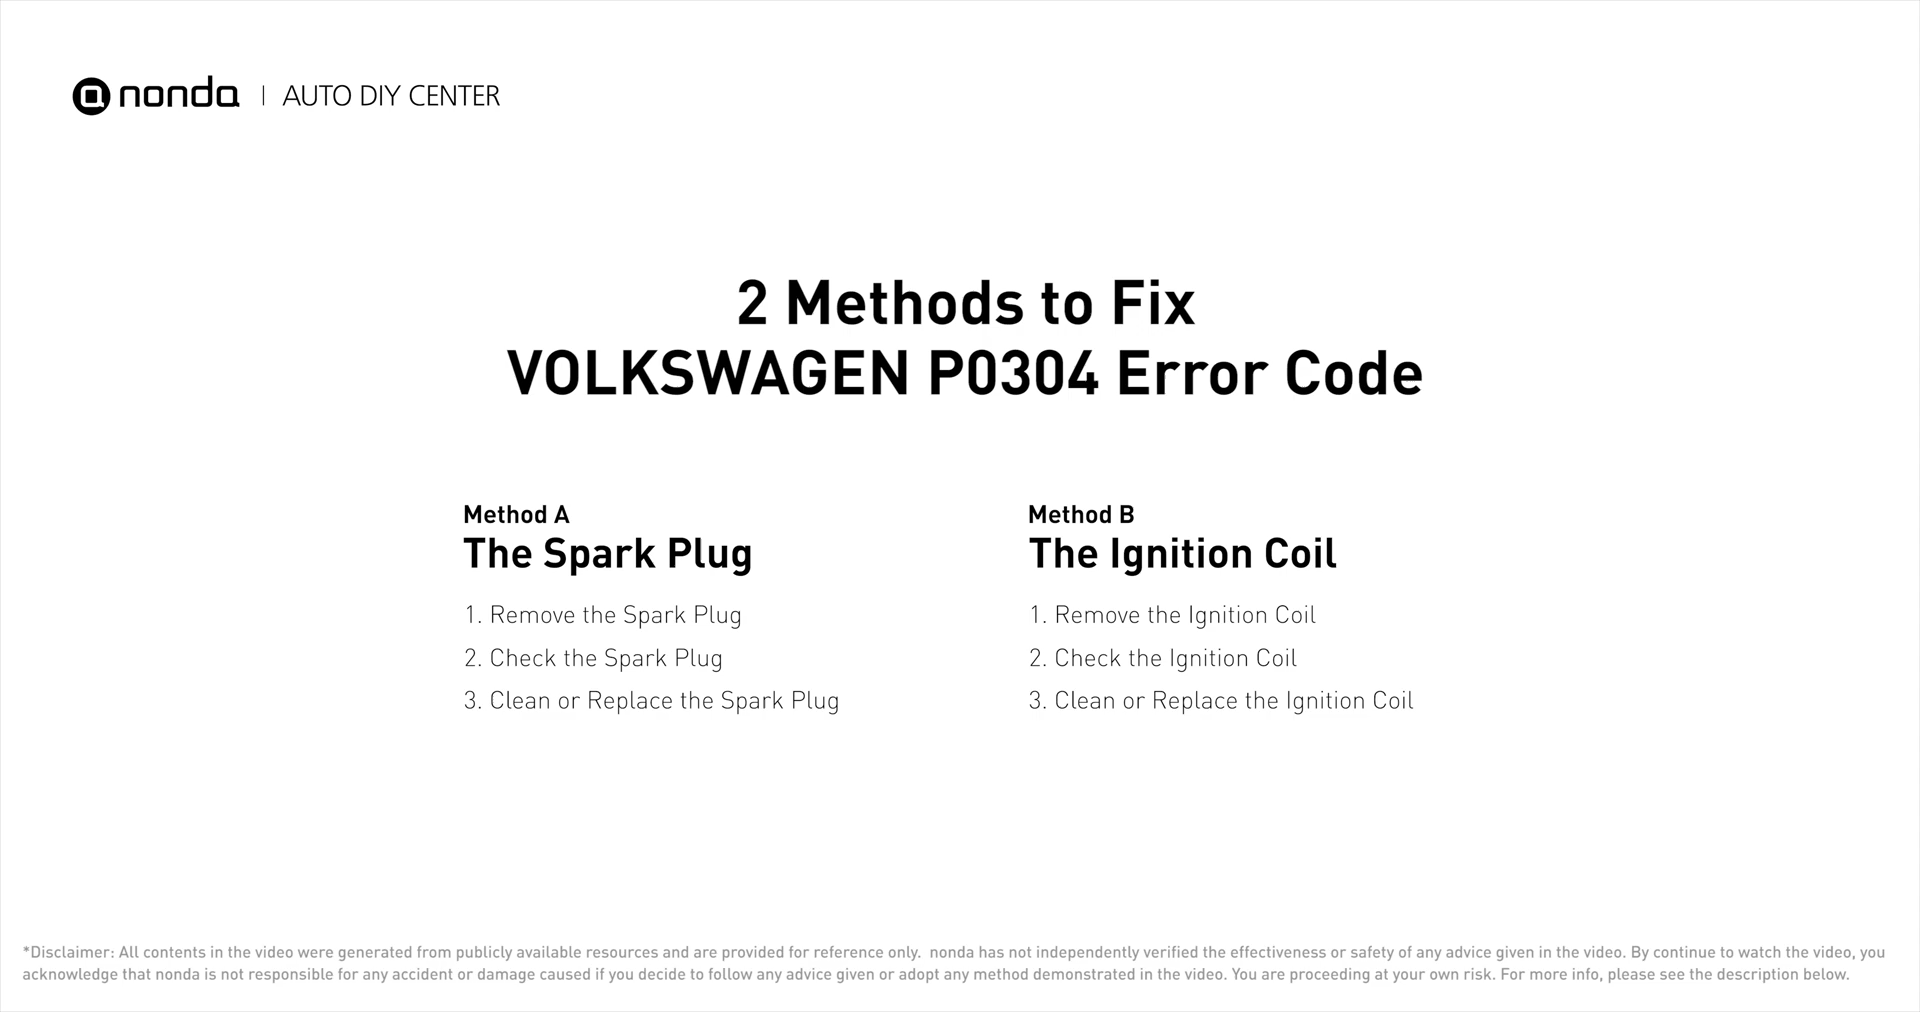 nonda | AUTO DIY CENTER
2 Methods to Fix
VOLKSWAGEN P0304 Error Code
Method A
The Spark Plug
1. Remove the Spark Plug
2. Check the Spark Plug
3. Clean or Replace the Spark Plug
Method B
The Ignition Coil
1. Remove the Ignition Coil
2. Check the Ignition Coil
3. Clean or Replace the Ignition Coil
*Disclaimer: All contents in the video were generated from publicly available resources and are provided for reference only.  nonda has not independently verified the effectiveness or safety of any advice given in the video. By continue to watch the video, you
acknowledge that nonda is not responsible for any accident or damage caused if you decide to follow any advice given or adopt any method demonstrated in the video. You are proceeding at your own risk. For more info, please see the description below.